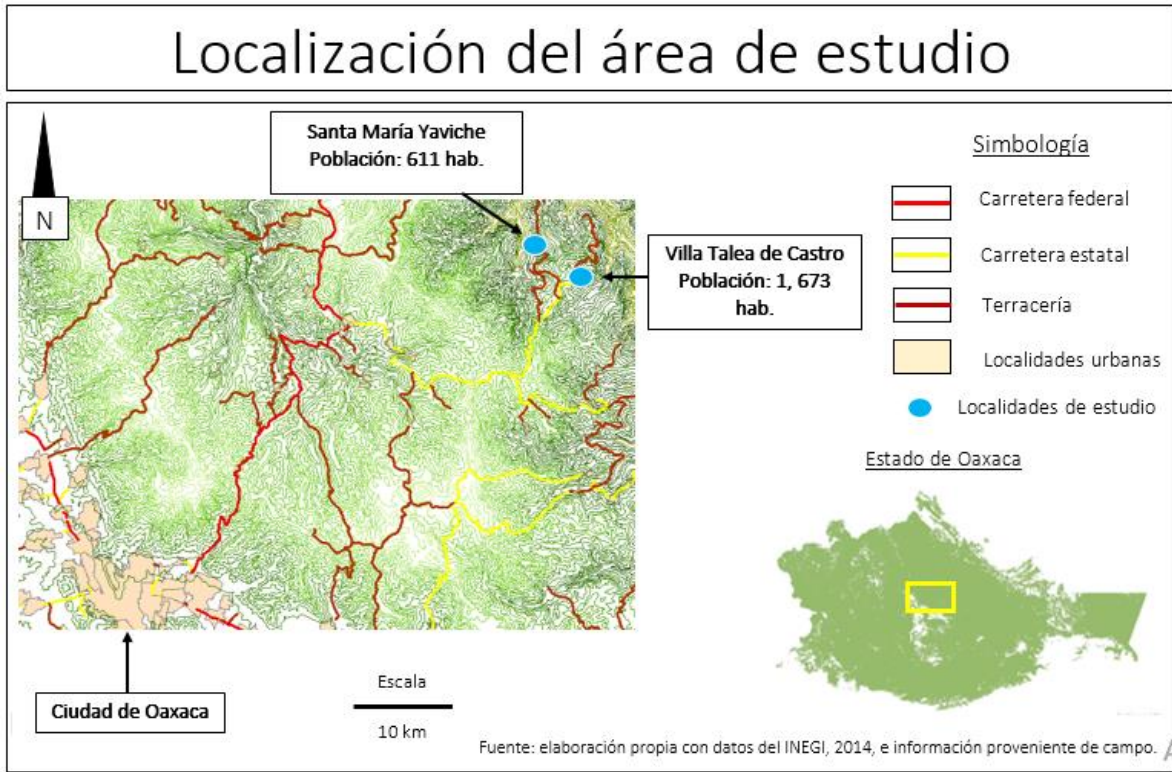 Localización del área de estudio
Santa María Yaviche
Población: 611 hab.
N
Villa Talea de Castro
Población: 1, 673
hab.
Simbología
Carretera federal
Carretera estatal
Terracería
Localidades urbanas
Localidades de estudio
Estado de Oaxaca
Ciudad de Oaxaca
Escala
10 km
Fuente: elaboración propia con datos del INEGI, 2014, e información proveniente de campo.